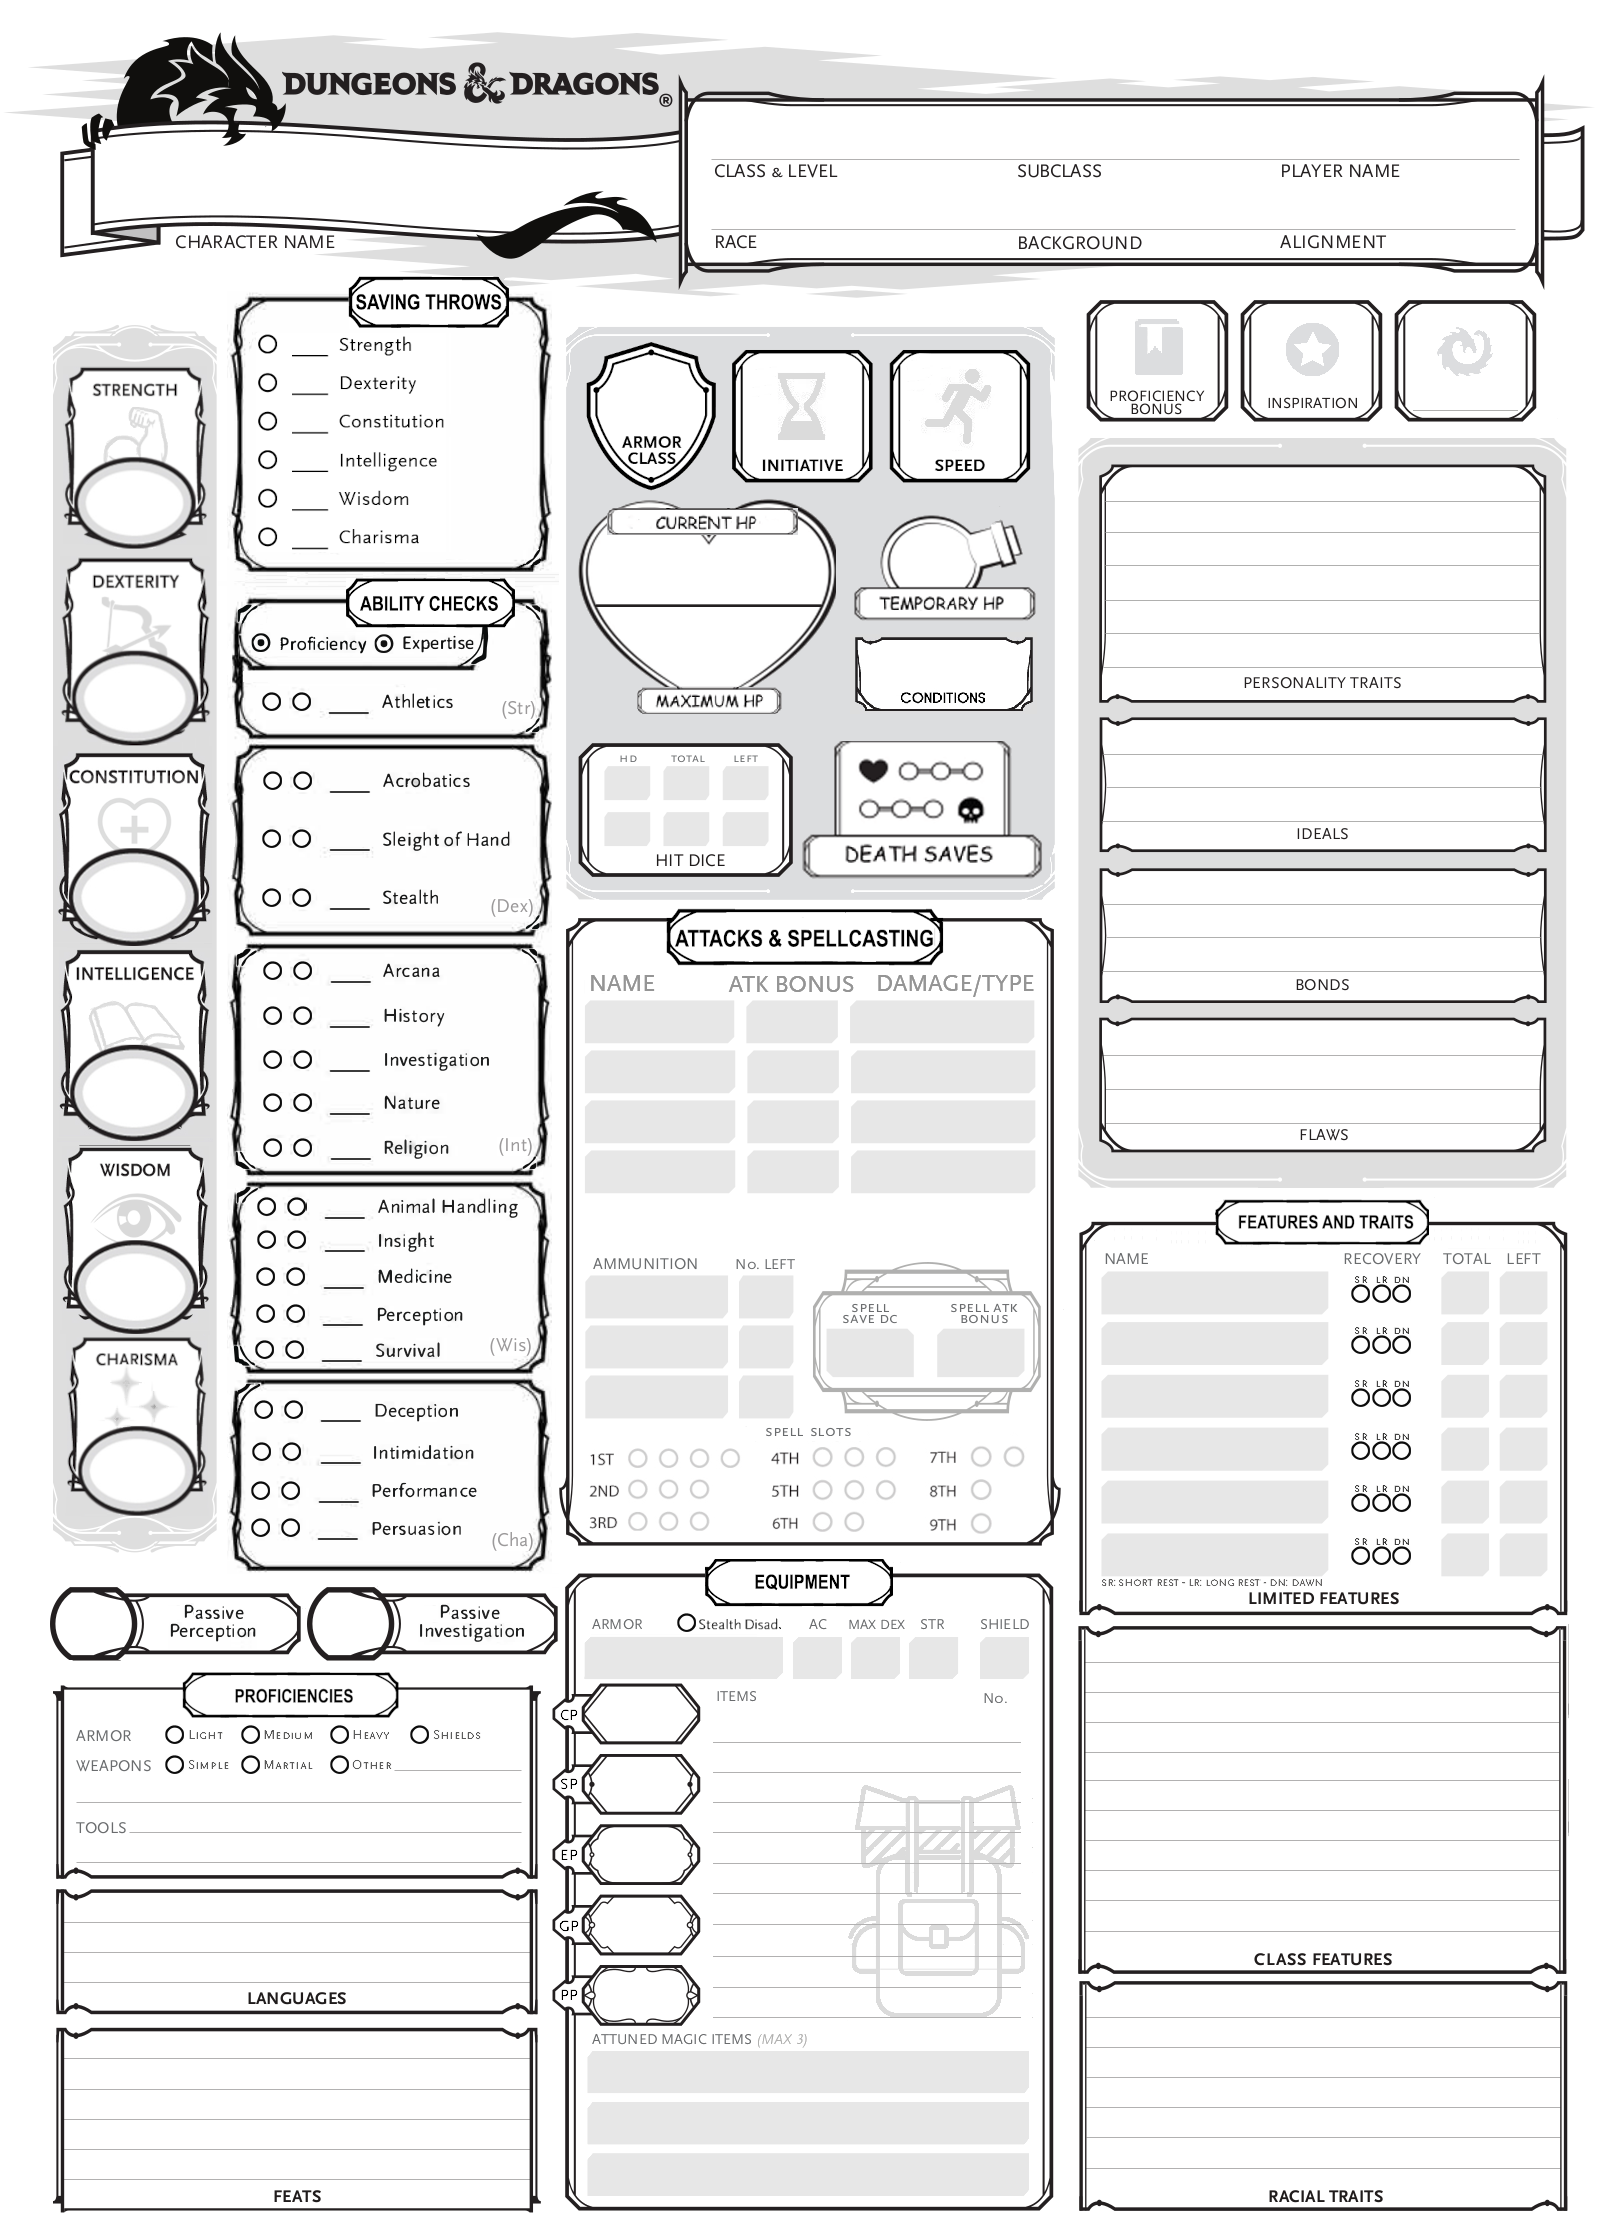 DUNGEONS & DRAGONS®
CLASS & LEVEL SUBCLASS PLAYER NAME
CHARACTER NAME
RACE BACKGROUND ALIGNMENT
STRENGTH
DEXTERITY
CONSTITUTION
INTELLIGENCE
WISDOM
CHARISMA
SAVING THROWS
Strength
Dexterity
Constitution
Intelligence
Wisdom
Charisma
ABILITY CHECKS
Proficiency Expertise
Athletics (Str)
Acrobatics
Sleight of Hand
Stealth (Dex)
Arcana
History
Investigation
Nature
Religion (Int)
Animal Handling
Insight
Medicine
Perception
Survival (Wis)
Deception
Intimidation
Performance
Persuasion (Cha)
Passive
Perception
Passive
Investigation
PROFICIENCIES
ARMOR LIGHT MEDIUM HEAVY SHIELDS
WEAPONS SIMPLE MARTIAL OTHER
TOOLS
LANGUAGES
FEATS
ARMOR
CLASS
INITIATIVE
SPEED
CURRENT HP
TEMPORARY HP
MAXIMUM HP
CONDITIONS
HD TOTAL LEFT
HIT DICE
DEATH SAVES
ATTACKS & SPELLCASTING
NAME ATK BONUS DAMAGE/TYPE
AMMUNITION No. LEFT
SPELL
SAVE DC
SPELL ATK
BONUS
SPELL SLOTS
1ST 4TH 7TH
2ND 5TH 8TH
3RD 6TH 9TH
EQUIPMENT
ARMOR Stealth Disad. AC MAX DEX STR SHIELD
ITEMS No.
CP
SP
EP
GP
PP
ATTUNED MAGIC ITEMS (MAX 3)
PROFICIENCY
BONUS
INSPIRATION
PERSONALITY TRAITS
IDEALS
BONDS
FLAWS
FEATURES AND TRAITS
NAME RECOVERY TOTAL LEFT
SR LR DN
SR LR DN
SR LR DN
SR LR DN
SR LR DN
SR LR DN
SR: SHORT REST - LR: LONG REST - DN: DAWN
LIMITED FEATURES
CLASS FEATURES
RACIAL TRAITS